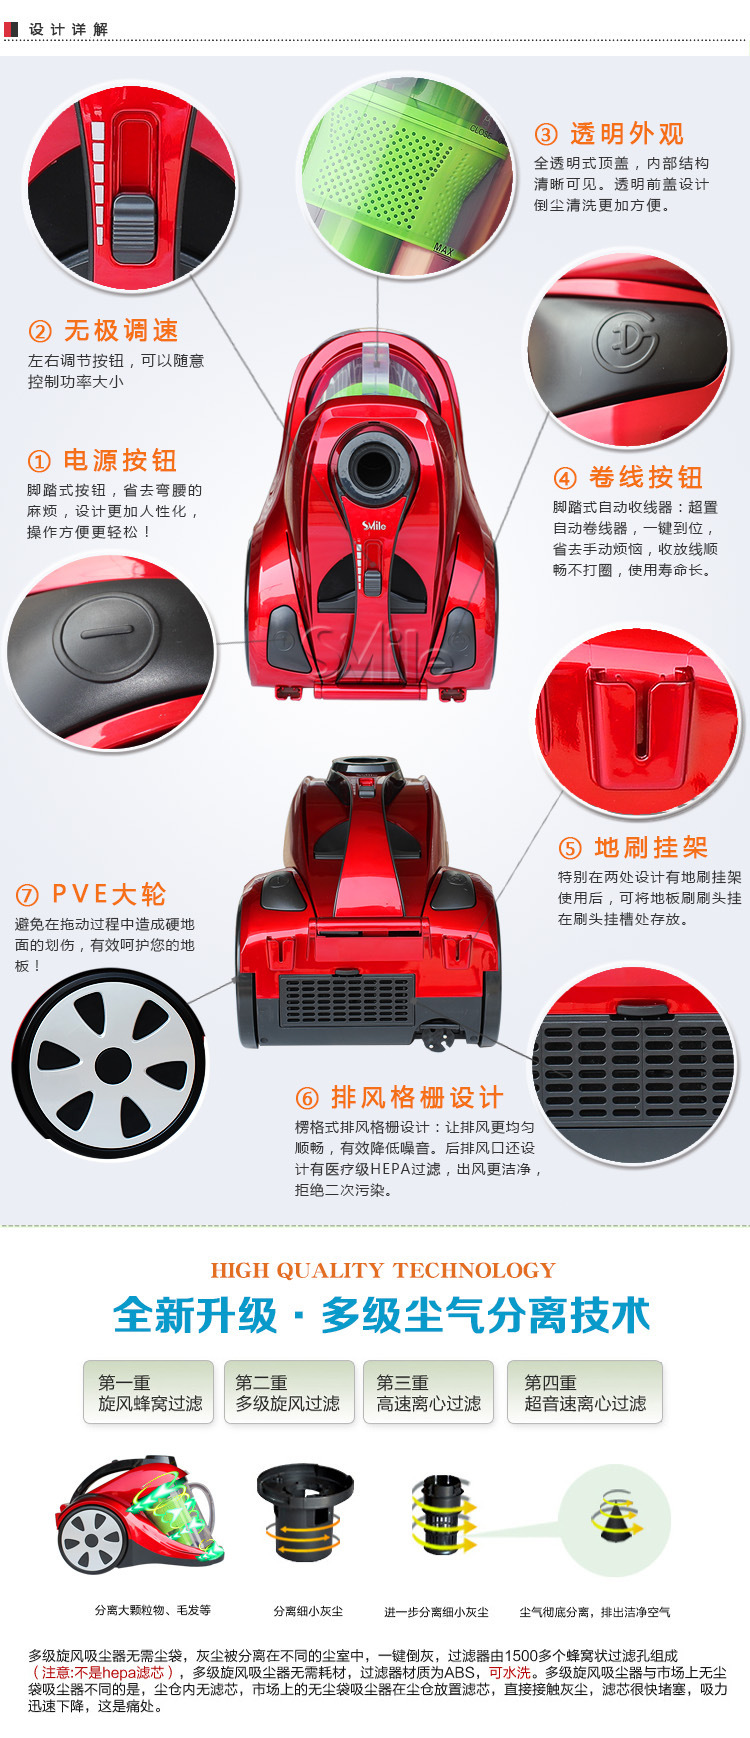 设计详解
③ 透明外观
全透明式顶盖，内部结构
清晰可见。透明前盖设计
倒尘清洗更加方便。
CLOSE
MAX
② 无极调速
左右调节按钮，可以随意
控制功率大小
① 电源按钮
脚踏式按钮，省去弯腰的
麻烦，设计更加人性化，
操作方便更轻松！
④ 卷线按钮
脚踏式自动收线器：超置
自动卷线器，一键到位，
省去手动烦恼，收放线顺
畅不打圈，使用寿命长。
SMile
SMile
SMile
⑤ 地刷挂架
特别在两处设计有地刷挂架
使用后，可将地板刷刷头挂
在刷头挂槽处存放。
⑦ PVE大轮
避免在拖动过程中造成硬地
面的划伤，有效呵护您的地
板！
⑥ 排风格栅设计
楞格式排风格栅设计：让排风更均匀
顺畅，有效降低噪音。后排风口还设
计有医疗级HEPA过滤，出风更洁净，
拒绝二次污染。
HIGH QUALITY TECHNOLOGY
全新升级·多级尘气分离技术
第一重
旋风蜂窝过滤
第二重
多级旋风过滤
第三重
高速离心过滤
第四重
超音速离心过滤
分离大颗粒物、毛发等
分离细小灰尘
进一步分离细小灰尘
尘气彻底分离，排出洁净空气
多级旋风吸尘器无需尘袋，灰尘被分离在不同的尘室中，一键倒灰，过滤器由1500多个蜂窝状过滤孔组成
（注意:不是hepa滤芯），多级旋风吸尘器无需耗材，过滤器材质为ABS，可水洗。多级旋风吸尘器与市场上无尘
袋吸尘器不同的是，尘仓内无滤芯，市场上的无尘袋吸尘器在尘仓放置滤芯，直接接触灰尘，滤芯很快堵塞，吸力
迅速下降，这是痛处。